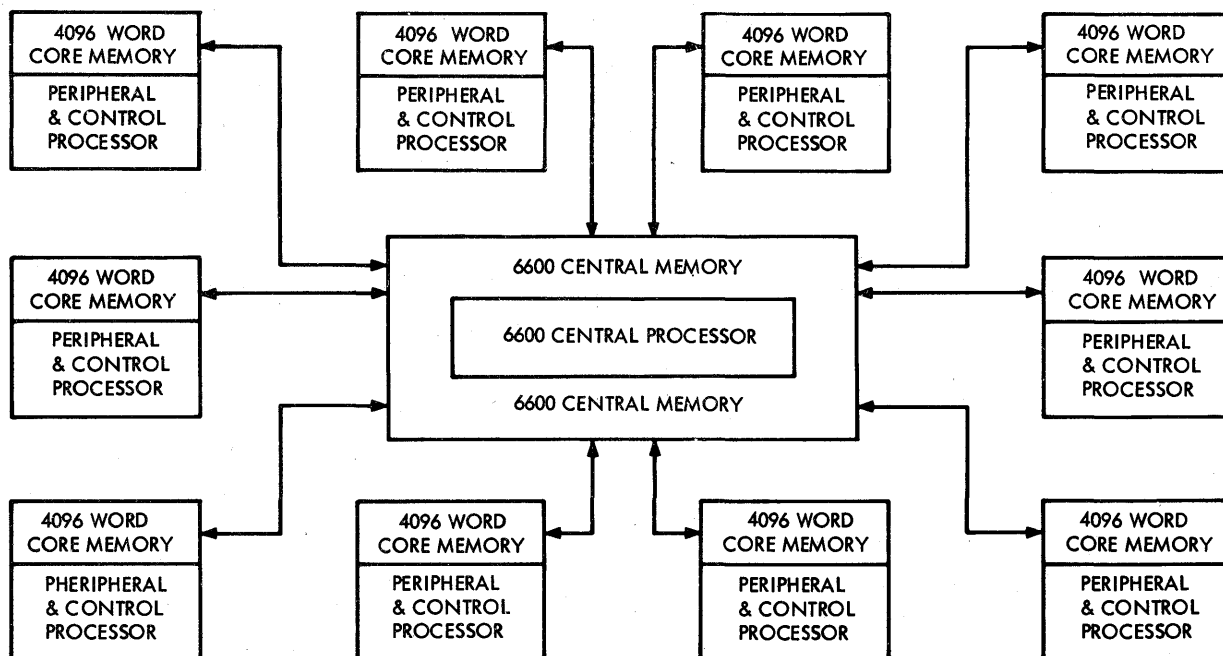 4096 WORD
CORE MEMORY
PERIPHERAL
& CONTROL
PROCESSOR
4096 WORD
CORE MEMORY
PERIPHERAL
& CONTROL
PROCESSOR
4096 WORD
CORE MEMORY
PERIPHERAL
& CONTROL
PROCESSOR
4096 WORD
CORE MEMORY
PERIPHERAL
& CONTROL
PROCESSOR
4096 WORD
CORE MEMORY
PERIPHERAL
& CONTROL
PROCESSOR
6600 CENTRAL MEMORY
6600 CENTRAL PROCESSOR
6600 CENTRAL MEMORY
4096 WORD
CORE MEMORY
PERIPHERAL
& CONTROL
PROCESSOR
4096 WORD
CORE MEMORY
PHERIPHERAL
& CONTROL
PROCESSOR
4096 WORD
CORE MEMORY
PERIPHERAL
& CONTROL
PROCESSOR
4096 WORD
CORE MEMORY
PERIPHERAL
& CONTROL
PROCESSOR
4096 WORD
CORE MEMORY
PERIPHERAL
& CONTROL
PROCESSOR